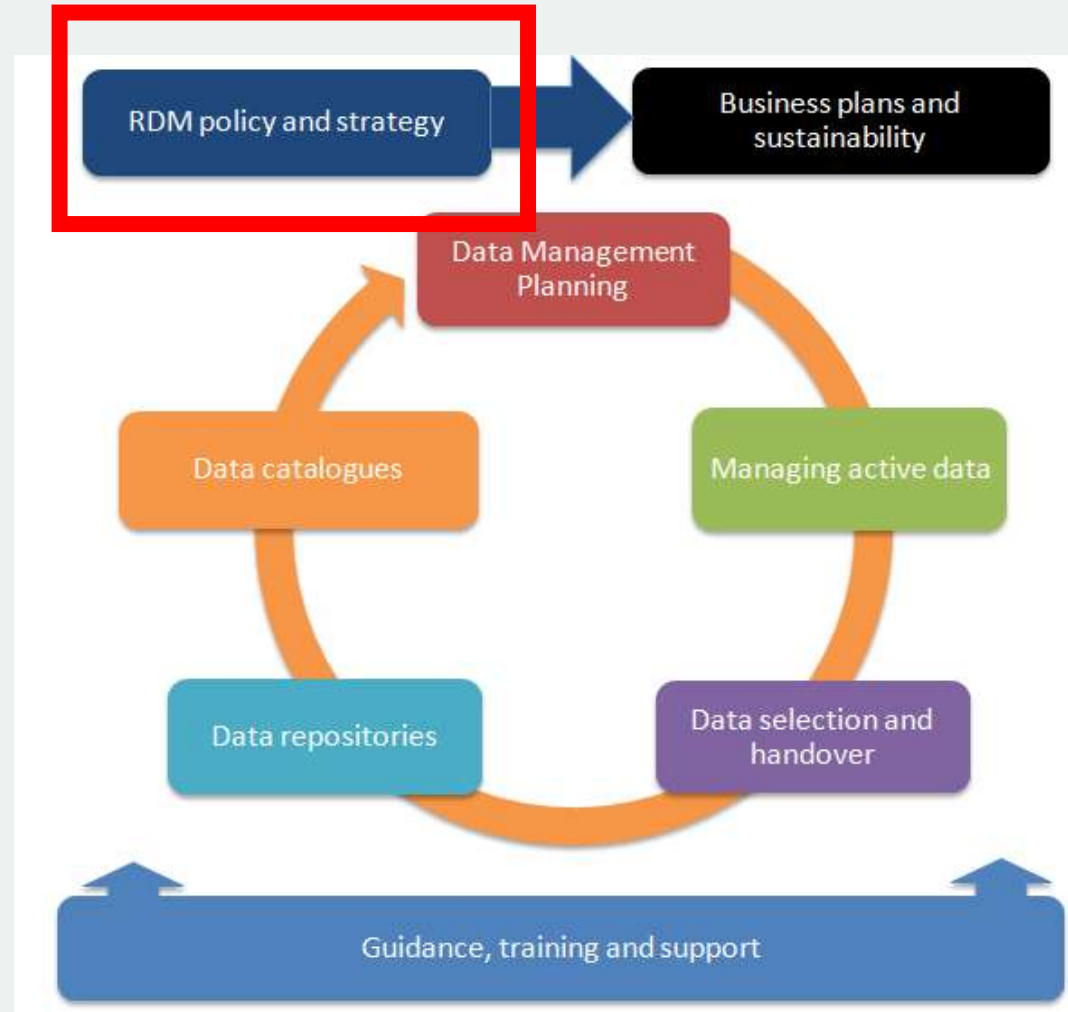 RDM policy and strategy
Business plans and
sustainability
Data Management
Planning
Data catalogues
Managing active data
Data repositories
Data selection and
handover
Guidance, training and support